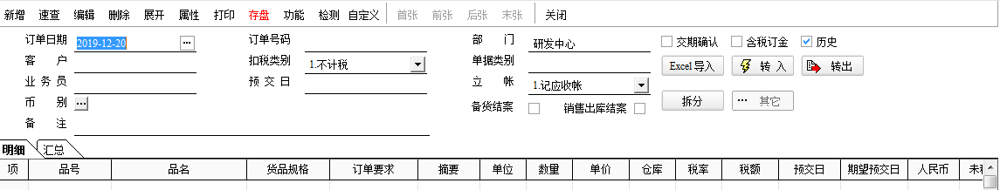 新增 速查 编辑 删除 展开 属性 打印 存盘 功能 检测 自定义 首张 前张 后张 末张 关闭
订单日期 2019-12-20 订单号码 部 门 研发中心 交期确认 含税订金 历史
客 户 扣税类别 1.不计税 单据类别 Excel 导入 转 入 转出
业 务 员 预 交 日 立 帐 1.记应收帐
币 别 备货结案 销售出库结案 拆分 其它
备 注
明细 汇总
项 品号 品名 货品规格 订单要求 摘要 单位 数量 单价 仓库 税率 税额 预交日 期望预交日 人民币